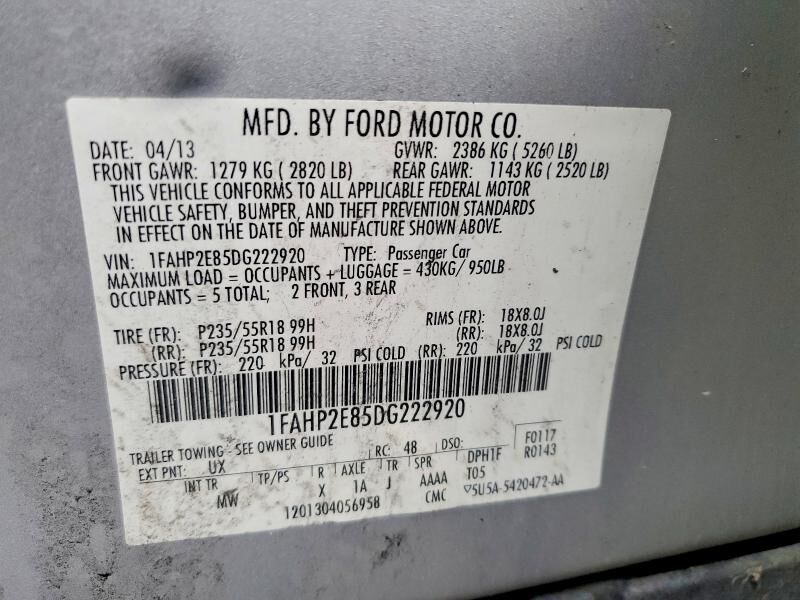 MFD. BY FORD MOTOR CO.
DATE: 04/13 GVWR: 2386 KG ( 5260 LB)
FRONT GAWR: 1279 KG ( 2820 LB) REAR GAWR: 1143 KG ( 2520 LB)
THIS VEHICLE CONFORMS TO ALL APPLICABLE FEDERAL MOTOR
VEHICLE SAFETY, BUMPER, AND THEFT PREVENTION STANDARDS
IN EFFECT ON THE DATE OF MANUFACTURE SHOWN ABOVE.
VIN: 1FAHP2E85DG222920 TYPE: Passenger Car
MAXIMUM LOAD = OCCUPANTS + LUGGAGE = 430KG/ 950LB
OCCUPANTS = 5 TOTAL; 2 FRONT, 3 REAR
TIRE (FR): P235/55R18 99H RIMS (FR): 18X8.0J
(RR): P235/55R18 99H (RR): 18X8.0J
PRESSURE (FR): 220 kPa/ 32 PSI COLD (RR): 220 kPa/ 32 PSI COLD
1FAHP2E85DG222920
TRAILER TOWING - SEE OWNER GUIDE RC: 48 DSO: F0117
EXT PNT: UX DPH1F R0143
INT TR TP/PS R AXLE TR SPR T05
MW X 1A J AAAA
CMC ▽5U5A-5420472-AA
1201304056958